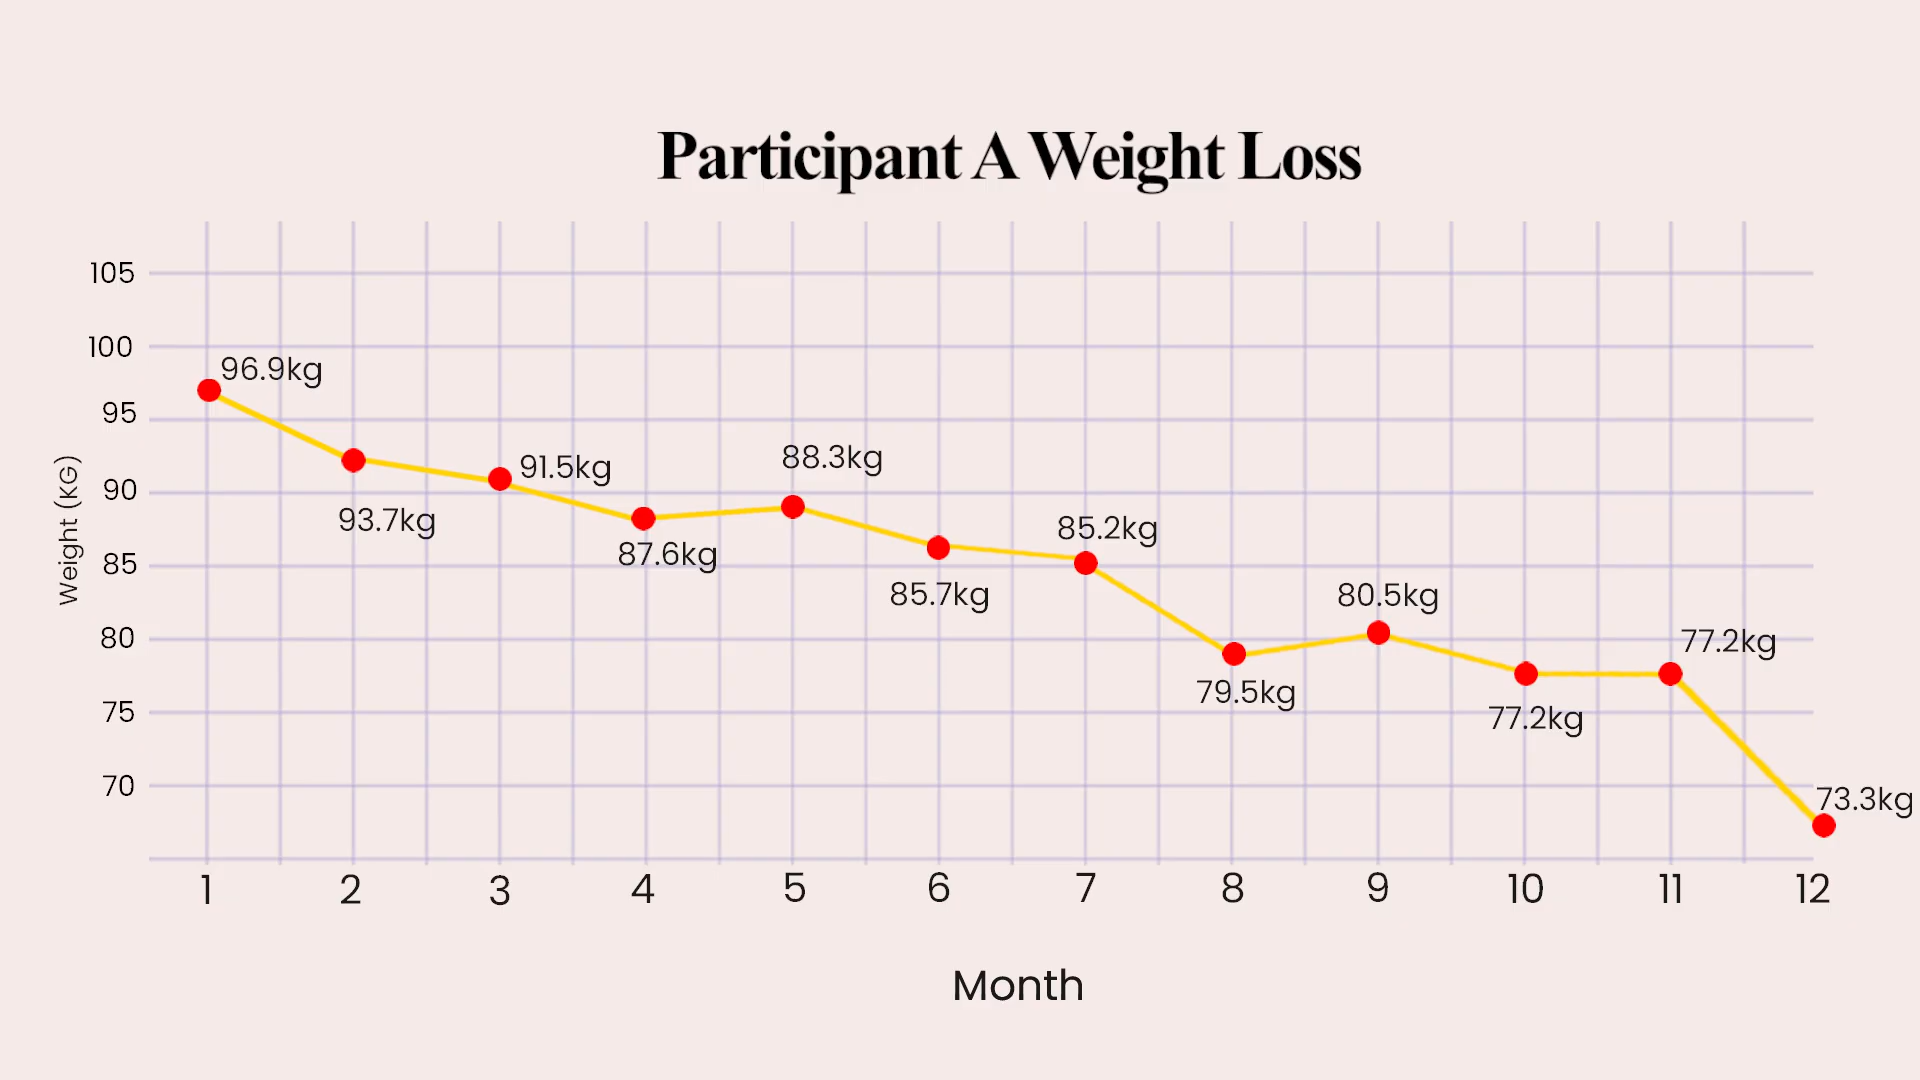 Participant A Weight Loss
105
100
95
90
85
80
75
70
Weight (KG)
96.9kg
93.7kg
91.5kg
87.6kg
88.3kg
85.7kg
85.2kg
79.5kg
80.5kg
77.2kg
77.2kg
73.3kg
1 2 3 4 5 6 7 8 9 10 11 12
Month